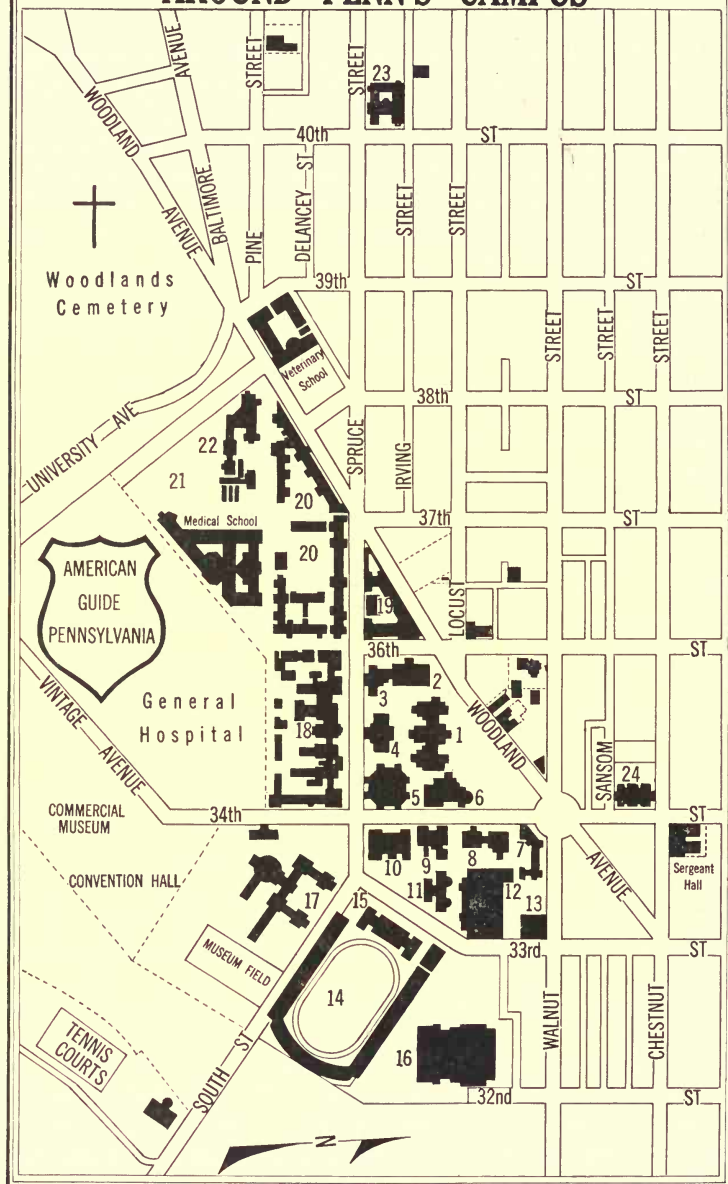 AROUND PENN'S CAMPUS
AVENUE
STREET
STREET
23
WOODLAND
40th
ST
ST
BALTIMORE
AVENUE
PINE
DELANCEY
STREET
STREET
Woodlands
Cemetery
39th
ST
STREET
STREET
STREET
Veterinary
School
38th
ST
UNIVERSITY AVE
22
SPRUCE
IRVING
21
20
37th
ST
Medical School
20
AMERICAN
GUIDE
PENNSYLVANIA
19
LOCUST
36th
ST
VINTAGE
AVENUE
General
Hospital
2
3
WOODLAND
18
4
1
SANSOM
24
5
6
34th
ST
COMMERCIAL
MUSEUM
10
9
8
7
AVENUE
Sergeant
Hall
CONVENTION HALL
17
11
12
15
13
33rd
ST
MUSEUM FIELD
14
WALNUT
CHESTNUT
TENNIS
COURTS
SOUTH ST
16
32nd
ST
N